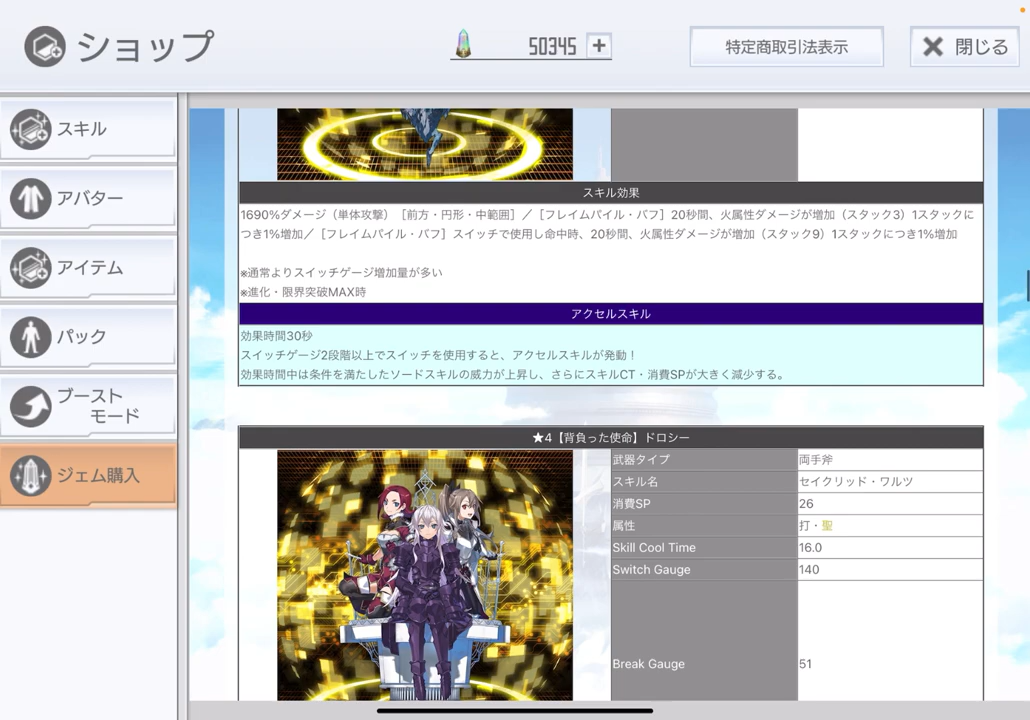 ショップ
50345
特定商取引法表示
閉じる
スキル
アバター
アイテム
パック
ブースト
モード
ジェム購入
スキル効果
1690%ダメージ（単体攻撃）［前方・円形・中範囲］／［フレイムパイル・バフ］20秒間、火属性ダメージが増加（スタック3）1スタックに
つき1%増加／［フレイムパイル・バフ］スイッチで使用し命中時、20秒間、火属性ダメージが増加（スタック9）1スタックにつき1%増加
※通常よりスイッチゲージ増加量が多い
※進化・限界突破MAX時
アクセルスキル
効果時間30秒
スイッチゲージ2段階以上でスイッチを使用すると、アクセルスキルが発動！
効果時間中は条件を満たしたソードスキルの威力が上昇し、さらにスキルCT・消費SPが大きく減少する。
★4【背負った使命】ドロシー
武器タイプ 両手斧
スキル名 セイクリッド・ワルツ
消費SP 26
属性 打・聖
Skill Cool Time 16.0
Switch Gauge 140
Break Gauge 51